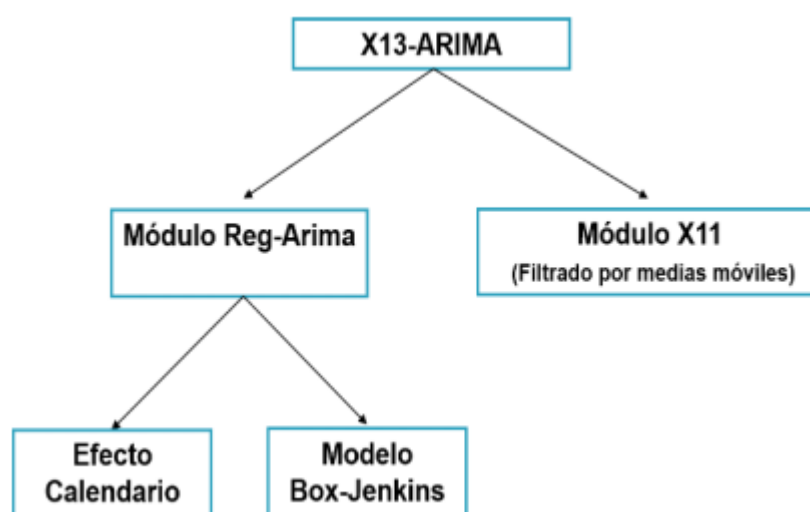 X13-ARIMA
Módulo Reg-Arima
Módulo X11
(Filtrado por medias móviles)
Efecto
Calendario
Modelo
Box-Jenkins